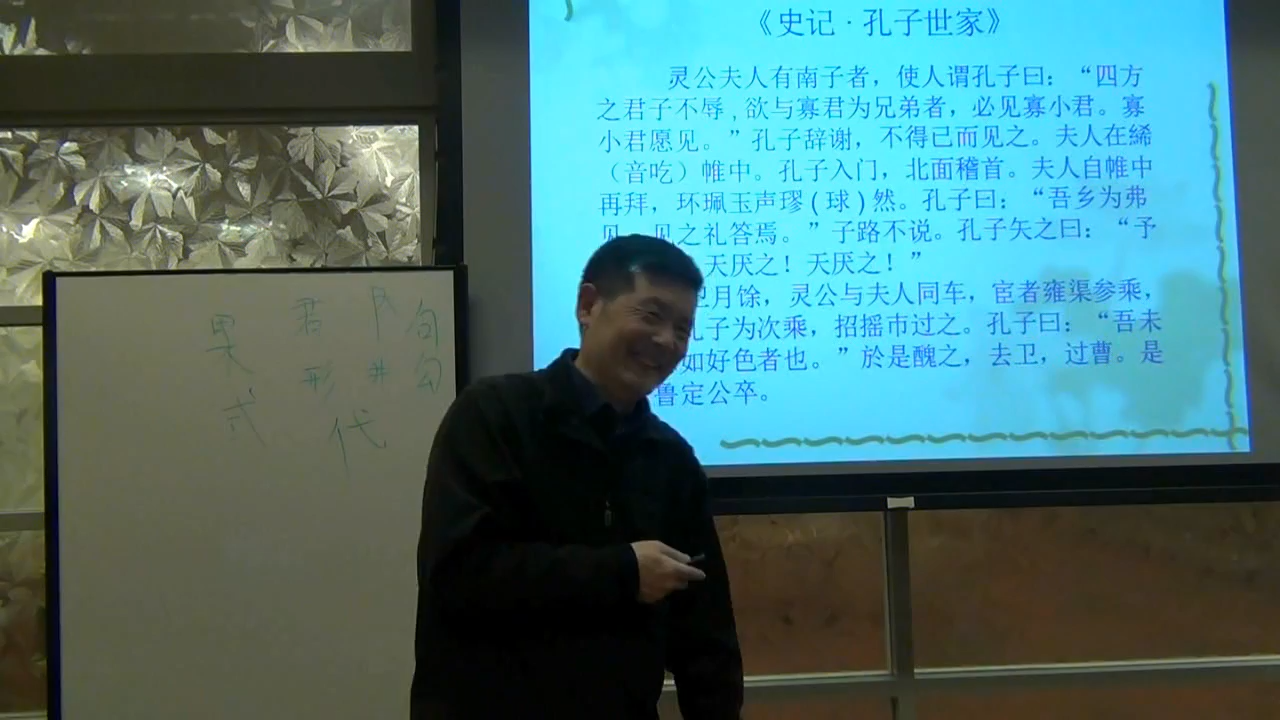 《史记·孔子世家》
灵公夫人有南子者，使人谓孔子曰：“四方
之君子不辱,欲与寡君为兄弟者，必见寡小君。寡
小君愿见。”孔子辞谢，不得已而见之。夫人在絺
（音吃）帷中。孔子入门，北面稽首。夫人自帷中
再拜，环珮玉声璆(球)然。孔子曰：“吾乡为弗
见，见之礼答焉。”子路不说。孔子矢之曰：“予
天厌之！天厌之！”
月馀，灵公与夫人同车，宦者雍渠参乘，
孔子为次乘，招摇市过之。孔子曰：“吾未
如好色者也。”於是醜之，去卫，过曹。是
鲁定公卒。
句
勾
井
君
形
代
果
式